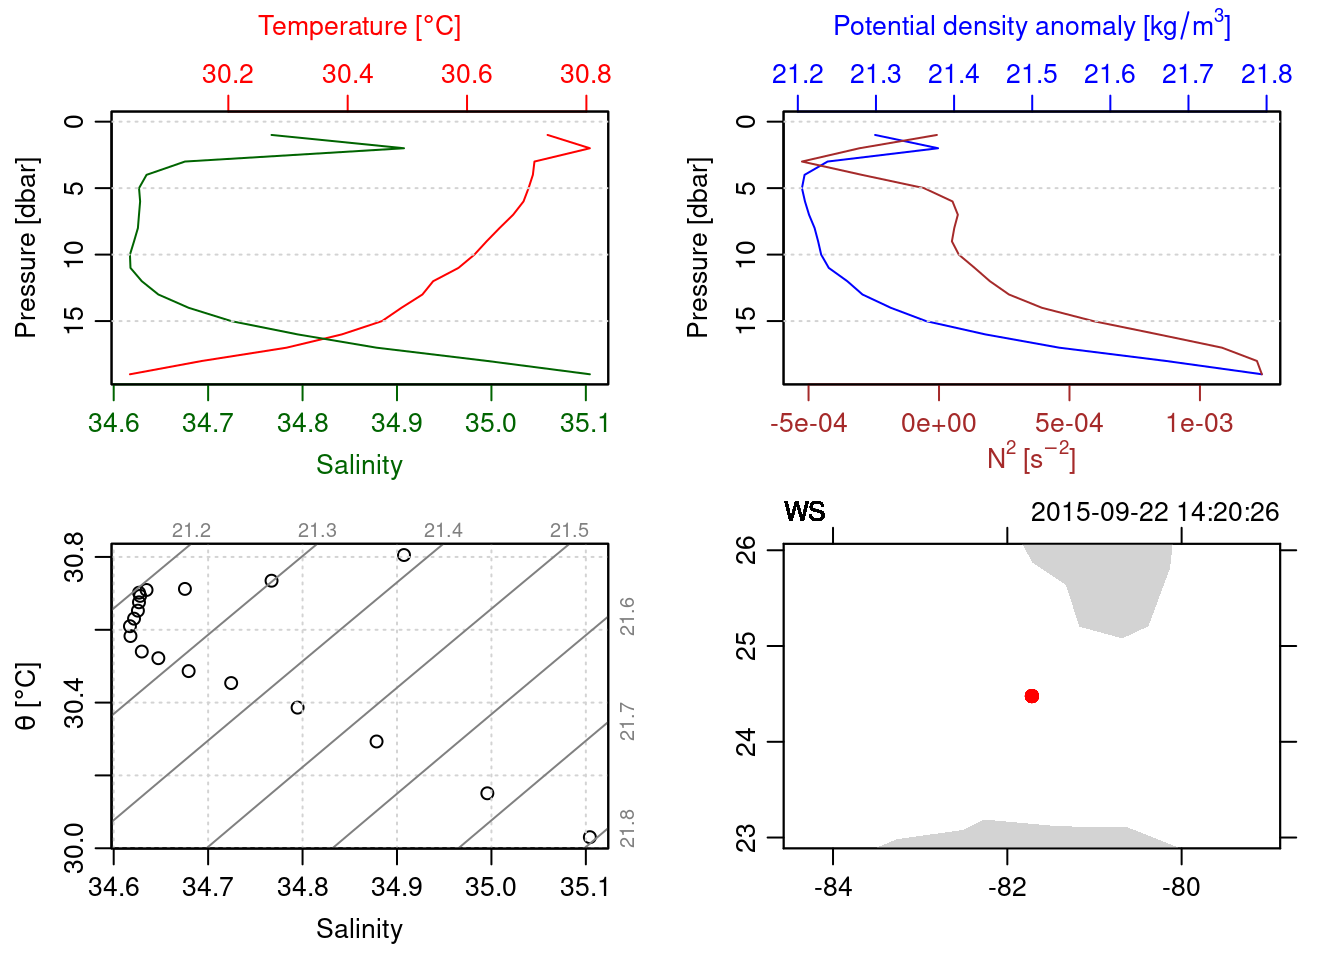 Temperature [°C]
30.2 30.4 30.6 30.8
0
5
10
15
Pressure [dbar]
34.6 34.7 34.8 34.9 35.0 35.1
Salinity
Potential density anomaly [kg/m³]
21.2 21.3 21.4 21.5 21.6 21.7 21.8
0
5
10
15
Pressure [dbar]
-5e-04 0e+00 5e-04 1e-03
N² [s⁻²]
21.2 21.3 21.4 21.5
21.6
21.7
21.8
30.8
30.4
30.0
θ [°C]
34.6 34.7 34.8 34.9 35.0 35.1
Salinity
WS 2015-09-22 14:20:26
26
25
24
23
-84 -82 -80